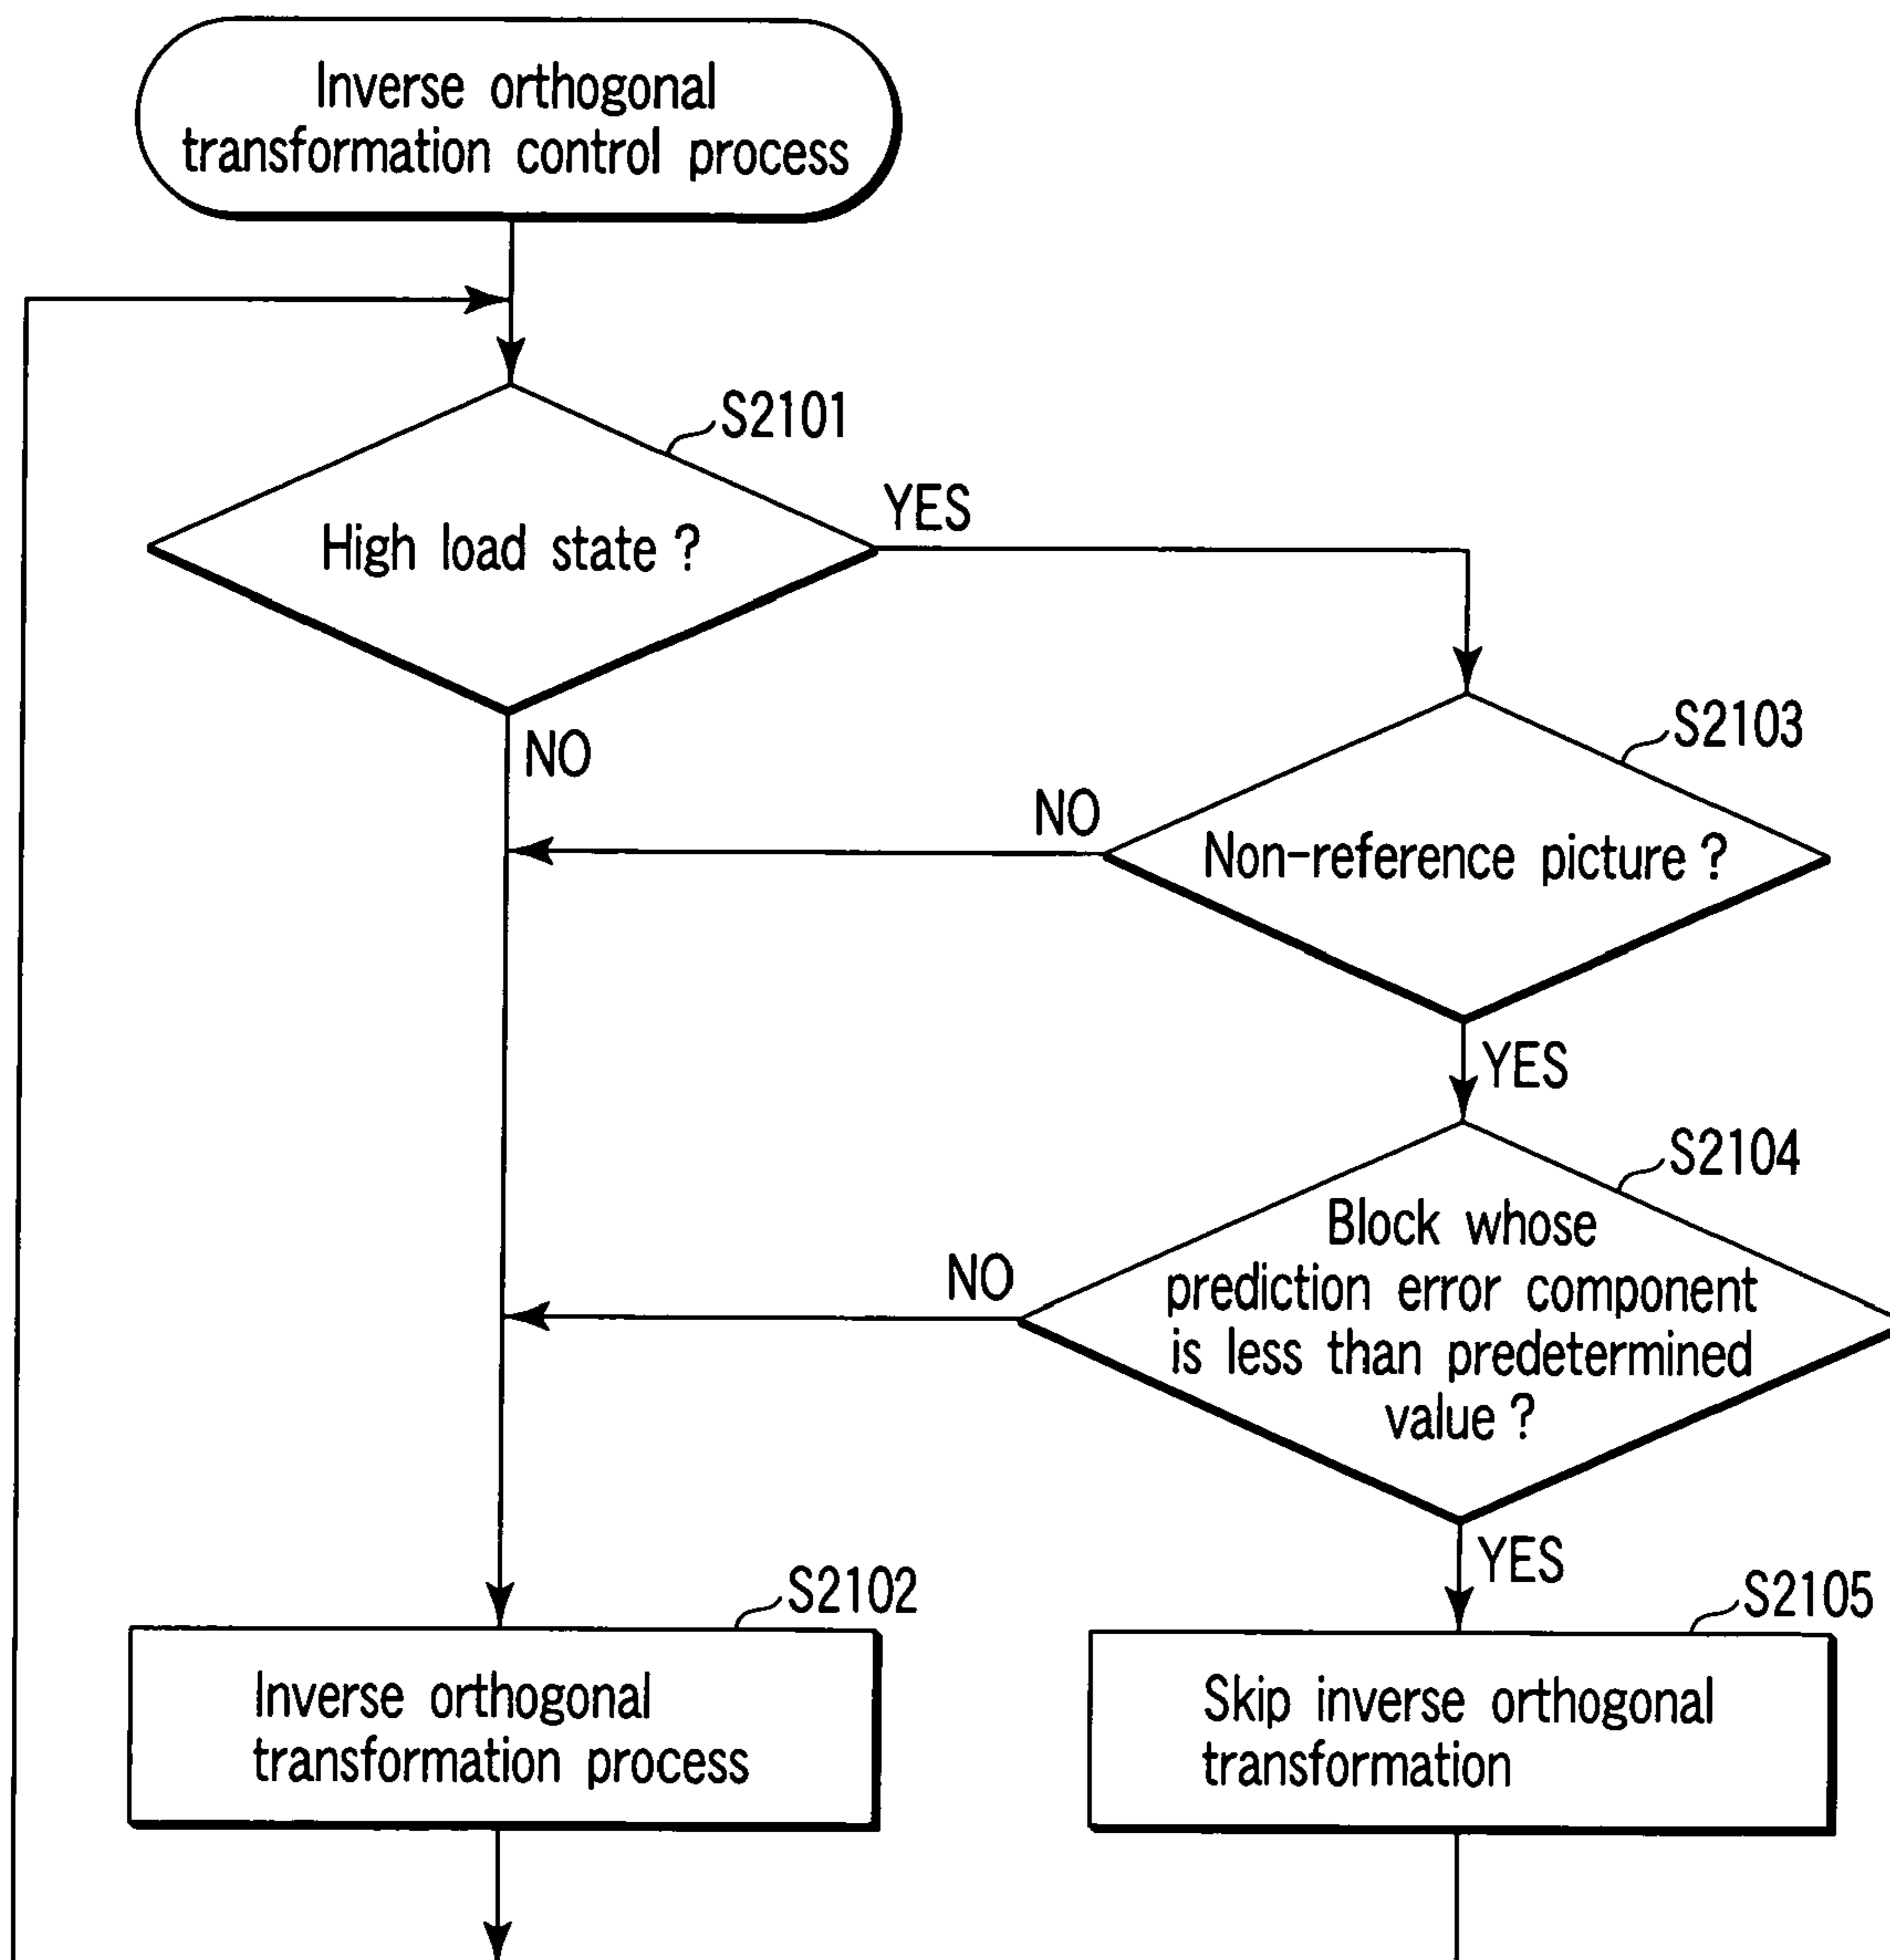 Inverse orthogonal
transformation control process
S2101
High load state ?
YES
NO
S2103
Non-reference picture ?
NO
YES
S2104
Block whose
prediction error component
is less than predetermined
value ?
NO
YES
S2102
Inverse orthogonal
transformation process
S2105
Skip inverse orthogonal
transformation